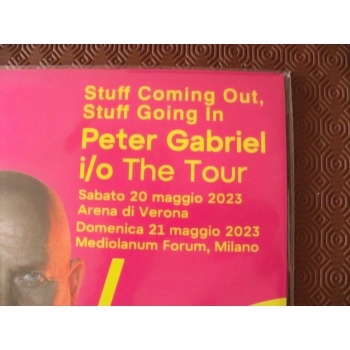 Stuff Coming Out,
Stuff Going In
Peter Gabriel
i/o The Tour
Sabato 20 maggio 2023
Arena di Verona
Domenica 21 maggio 2023
Mediolanum Forum, Milano